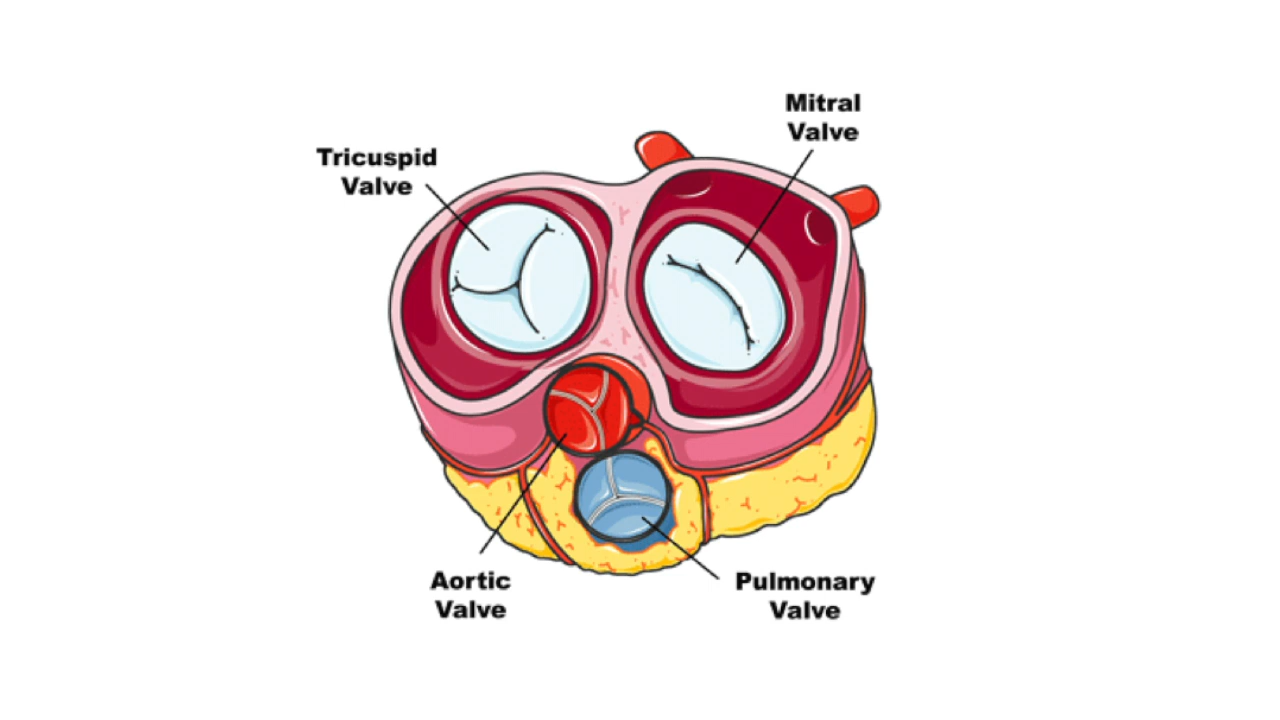 Mitral
Valve
Tricuspid
Valve
Aortic
Valve
Pulmonary
Valve